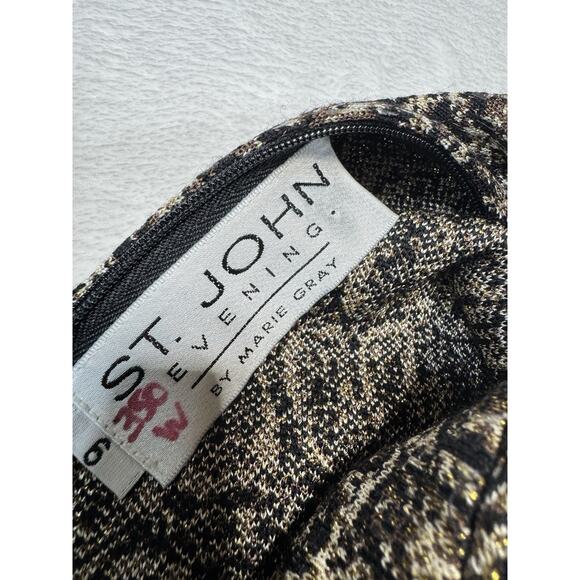 ST. JOHN
EVENING.
BY MARIE GRAY
6